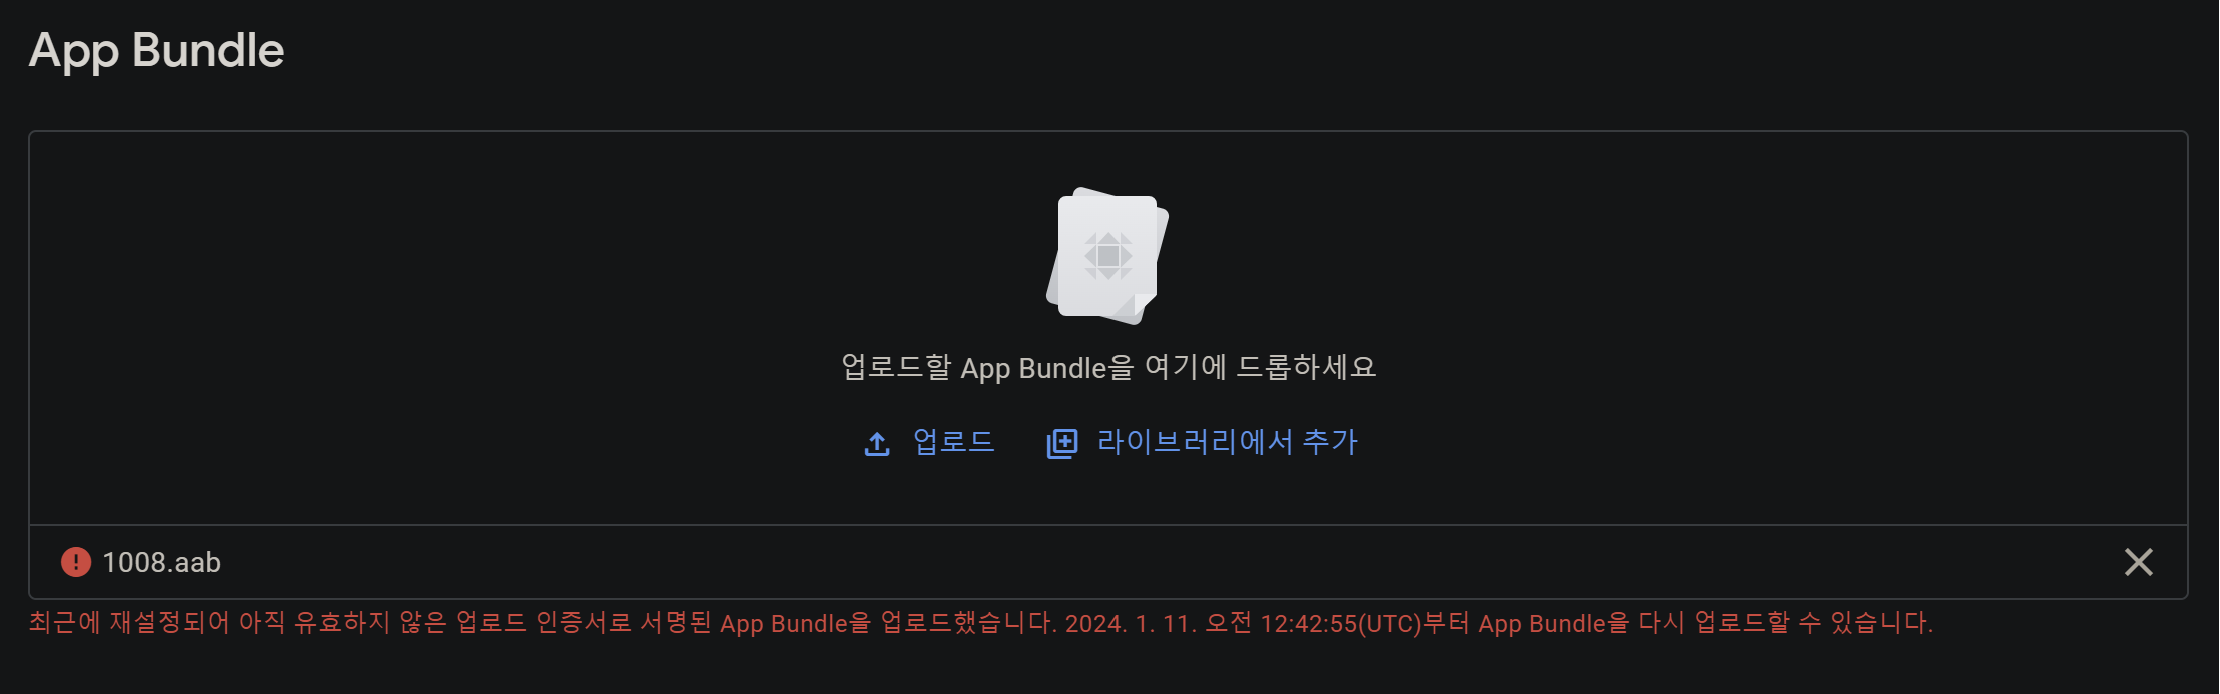 App Bundle
업로드할 App Bundle을 여기에 드롭하세요
업로드 라이브러리에서 추가
1008.aab
최근에 재설정되어 아직 유효하지 않은 업로드 인증서로 서명된 App Bundle을 업로드했습니다. 2024. 1. 11. 오전 12:42:55(UTC)부터 App Bundle을 다시 업로드할 수 있습니다.